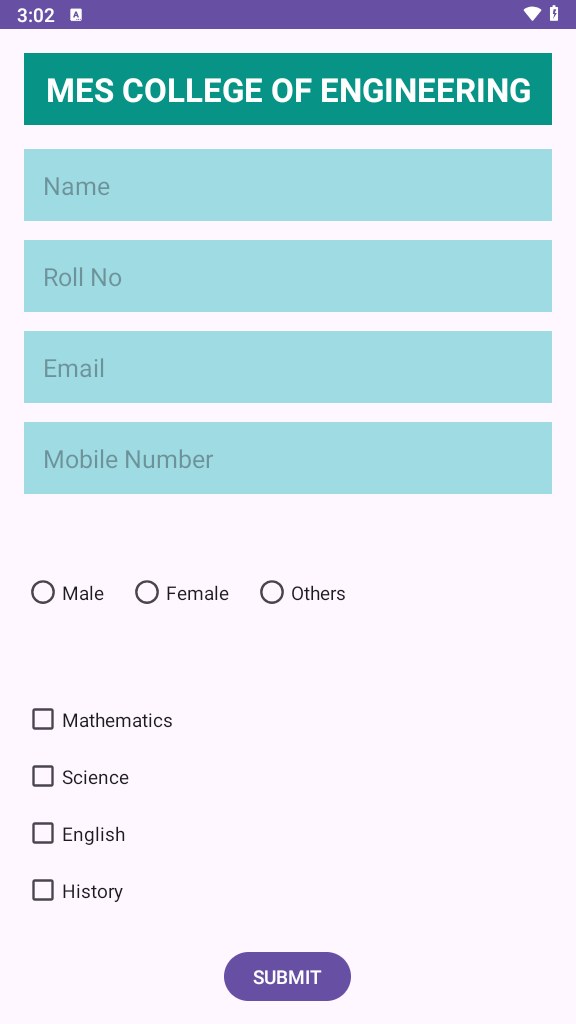 3:02
MES COLLEGE OF ENGINEERING
Name
Roll No
Email
Mobile Number
Male Female Others
Mathematics
Science
English
History
SUBMIT